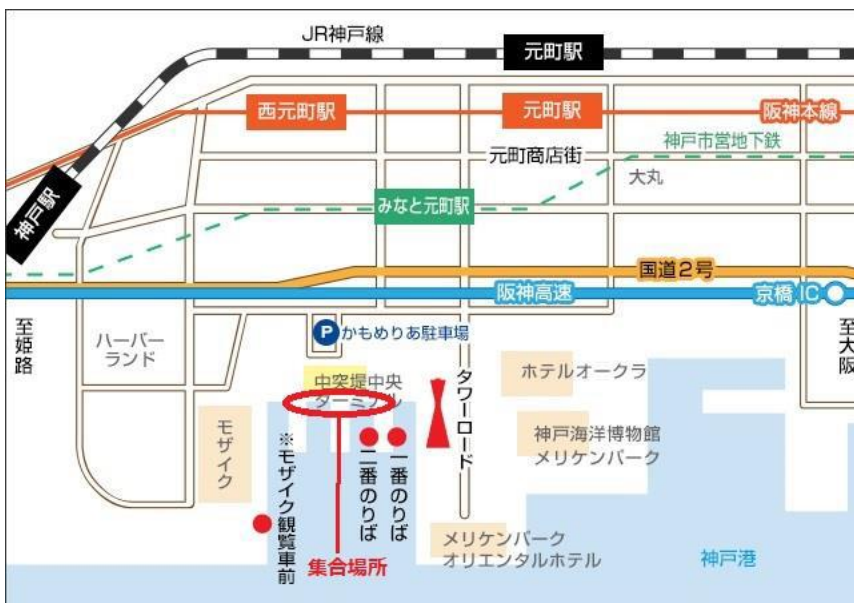 JR神戸線
元町駅
西元町駅
元町駅
阪神本線
神戸市営地下鉄
元町商店街
大丸
神戸駅
みなと元町駅
国道2号
阪神高速
京橋IC
至姫路
至大阪
ハーバー
ランド
P かもめりあ駐車場
中突堤中央
ターミナル
タワーロード
ホテルオークラ
モザイク
※モザイク観覧車前
二番のりば
一番のりば
神戸海洋博物館
メリケンパーク
集合場所
メリケンパーク
オリエンタルホテル
神戸港